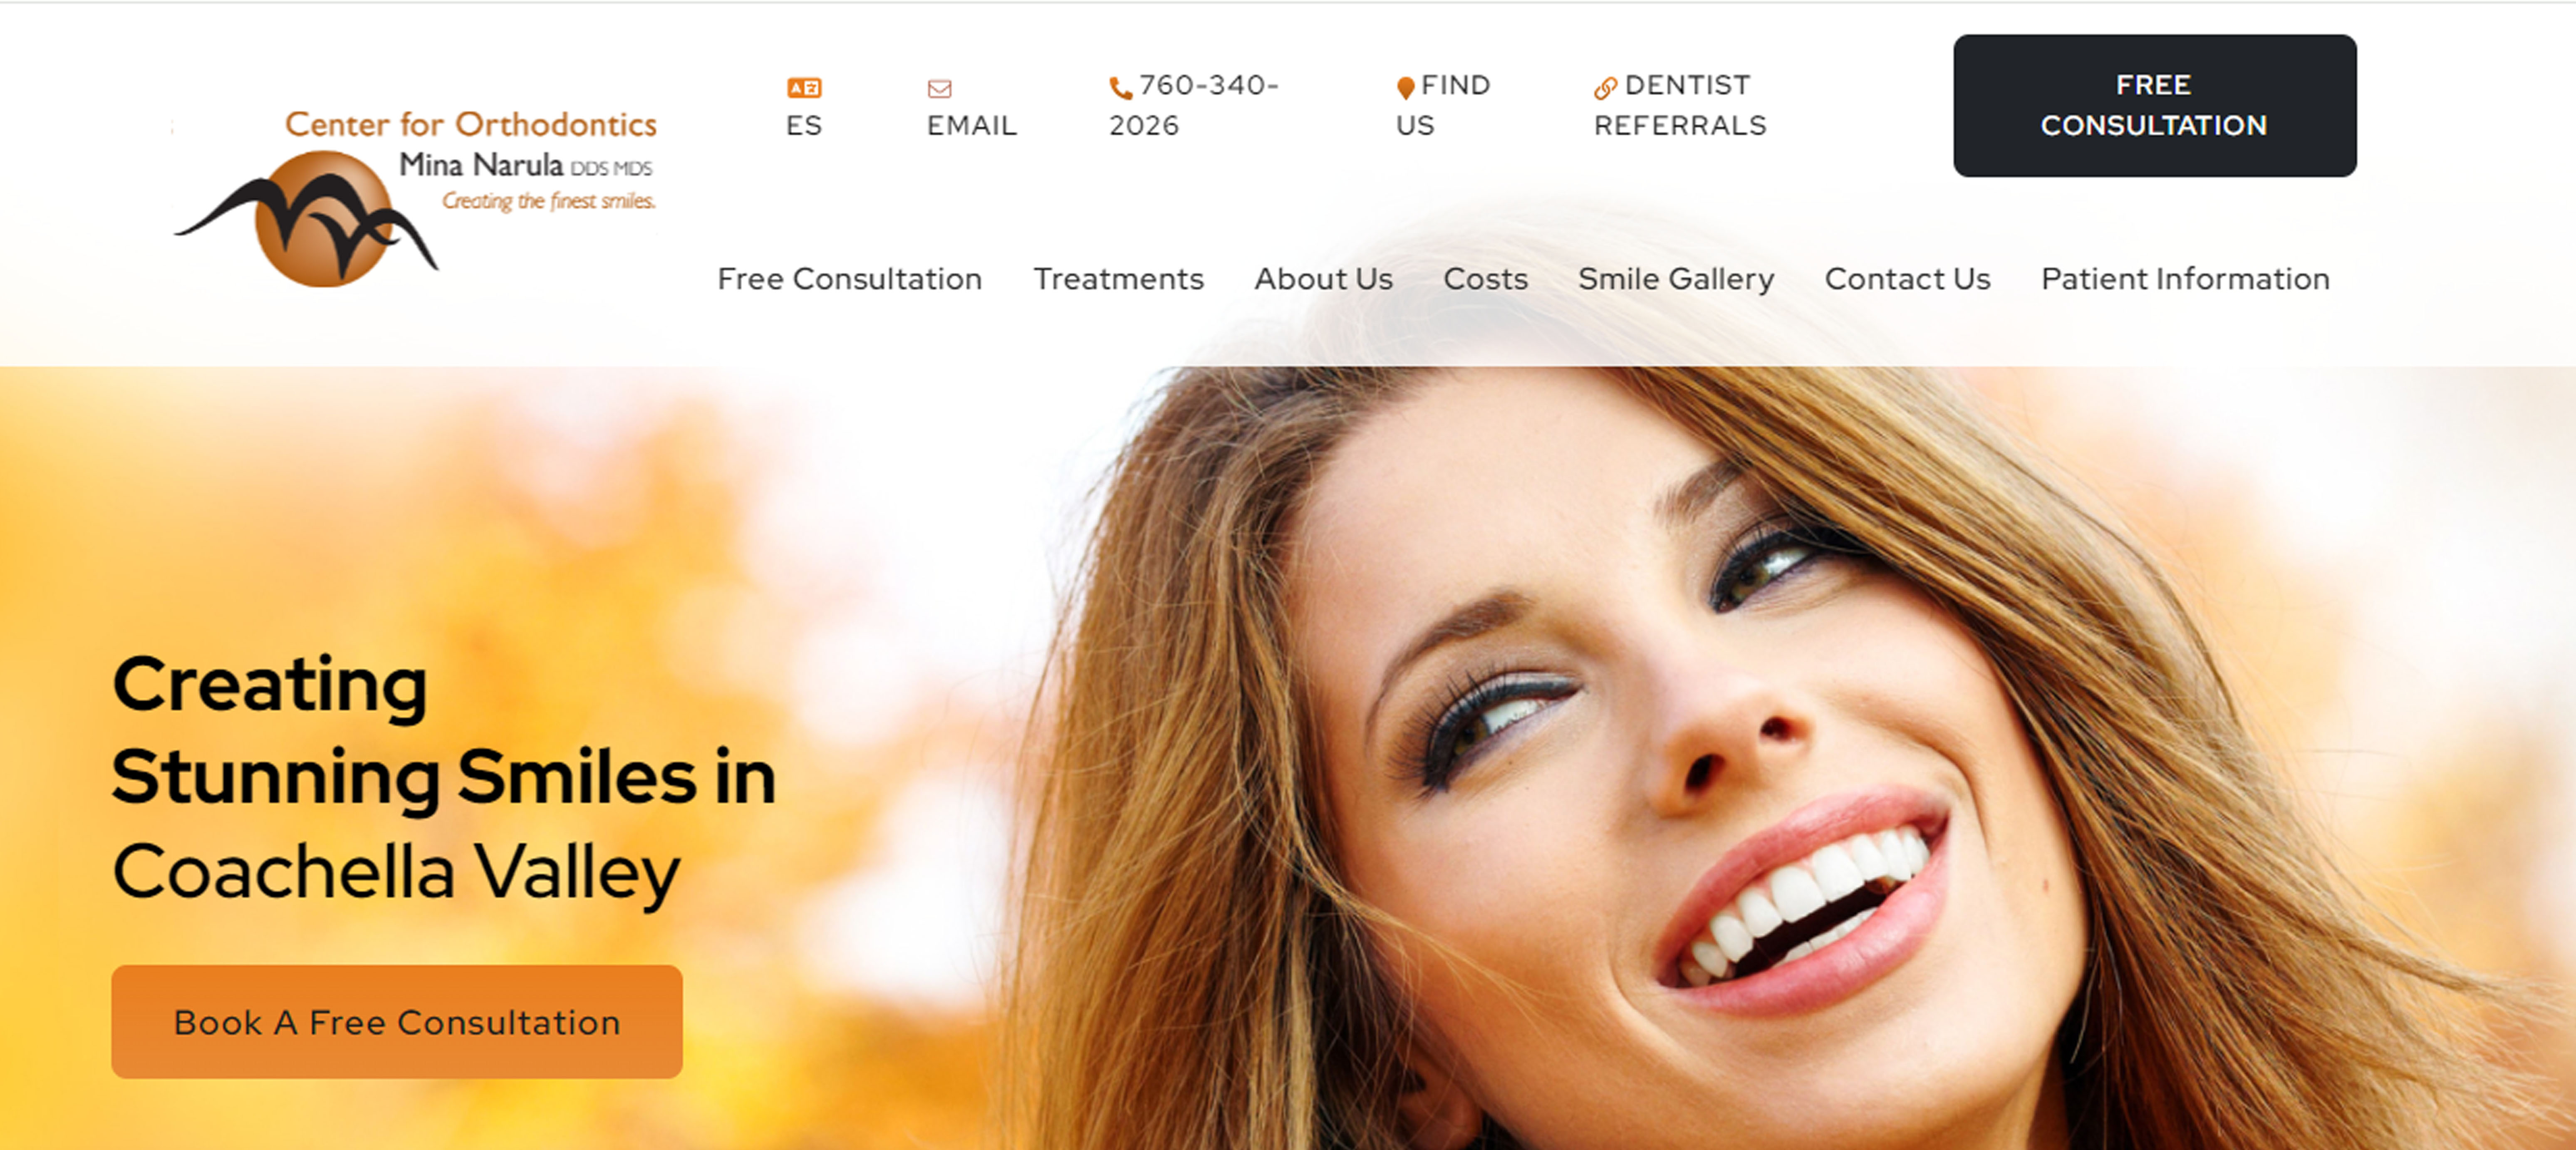 Center for Orthodontics
Mina Narula DDS MDS
Creating the finest smiles.
ES
EMAIL
760-340-
2026
FIND
US
DENTIST
REFERRALS
FREE
CONSULTATION
Free Consultation Treatments About Us Costs Smile Gallery Contact Us Patient Information
Creating
Stunning Smiles in
Coachella Valley
Book A Free Consultation